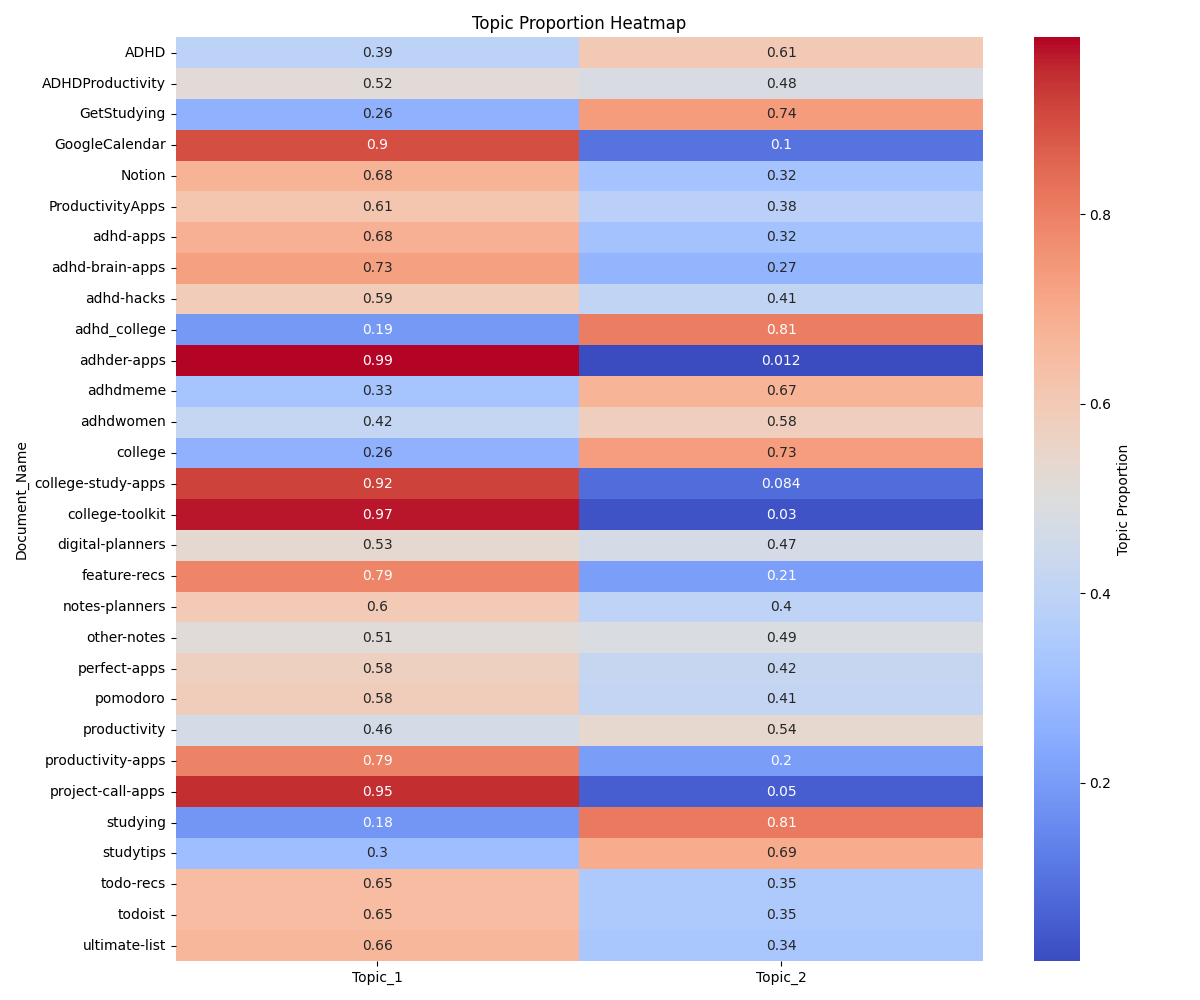 Topic Proportion Heatmap
Document_Name
ADHD 0.39 0.61
ADHDProductivity 0.52 0.48
GetStudying 0.26 0.74
GoogleCalendar 0.9 0.1
Notion 0.68 0.32
ProductivityApps 0.61 0.38
adhd-apps 0.68 0.32
adhd-brain-apps 0.73 0.27
adhd-hacks 0.59 0.41
adhd_college 0.19 0.81
adhder-apps 0.99 0.012
adhdmeme 0.33 0.67
adhdwomen 0.42 0.58
college 0.26 0.73
college-study-apps 0.92 0.084
college-toolkit 0.97 0.03
digital-planners 0.53 0.47
feature-recs 0.79 0.21
notes-planners 0.6 0.4
other-notes 0.51 0.49
perfect-apps 0.58 0.42
pomodoro 0.58 0.41
productivity 0.46 0.54
productivity-apps 0.79 0.2
project-call-apps 0.95 0.05
studying 0.18 0.81
studytips 0.3 0.69
todo-recs 0.65 0.35
todoist 0.65 0.35
ultimate-list 0.66 0.34
Topic_1 Topic_2
0.8
0.6
0.4
0.2
Topic Proportion